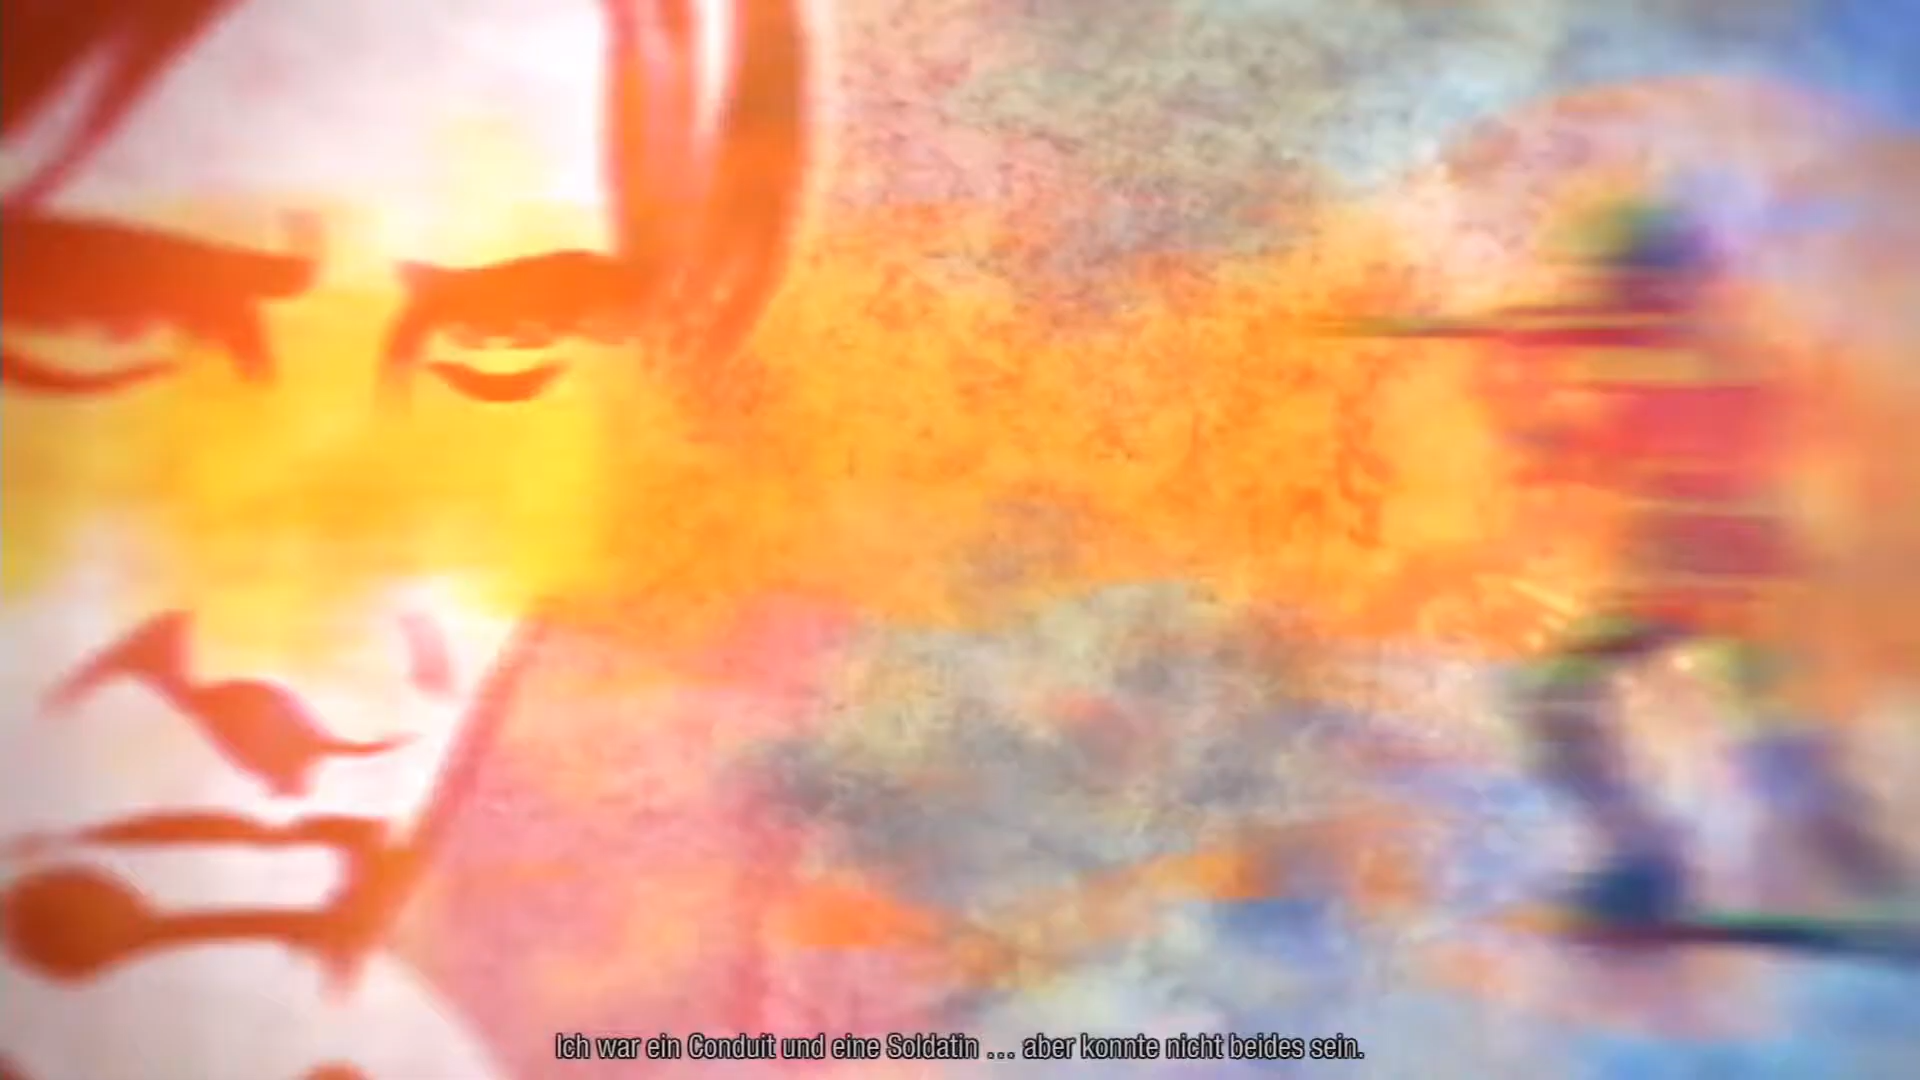 Ich war ein Conduit und eine Soldatin … aber konnte nicht beides sein.